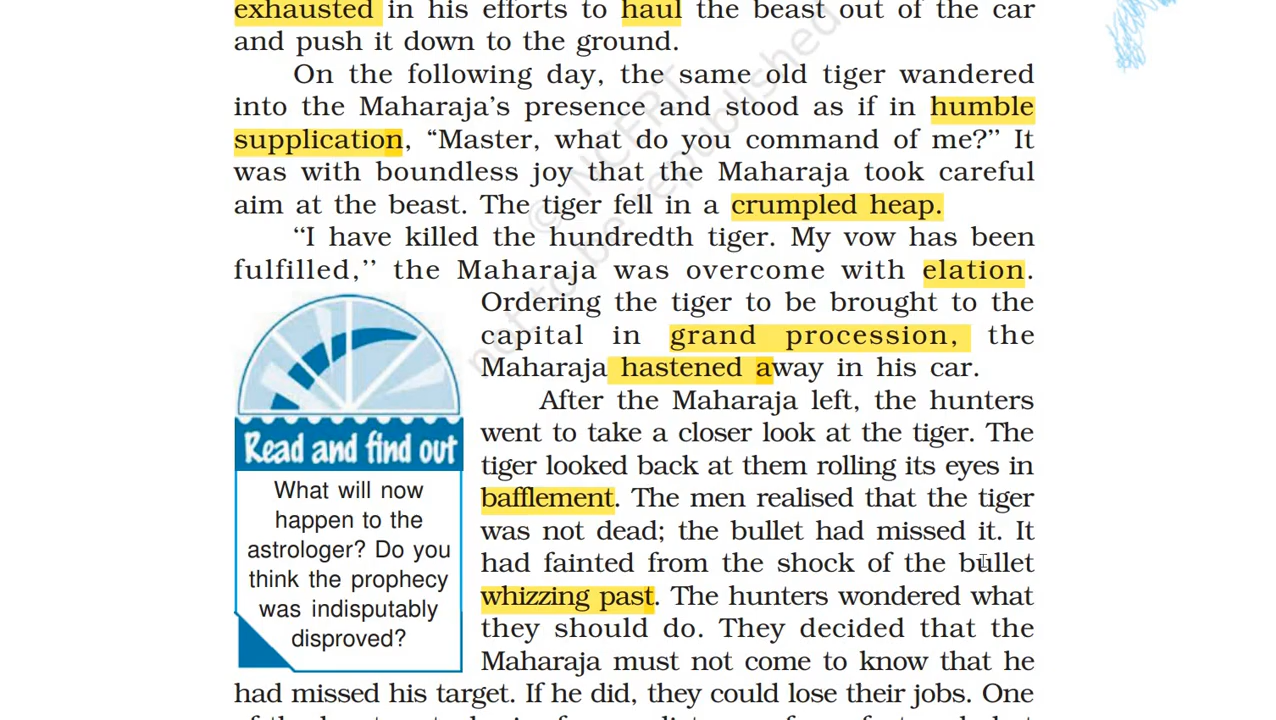 exhausted in his efforts to haul the beast out of the car
and push it down to the ground.
On the following day, the same old tiger wandered
into the Maharaja’s presence and stood as if in humble
supplication, “Master, what do you command of me?’’ It
was with boundless joy that the Maharaja took careful
aim at the beast. The tiger fell in a crumpled heap.
‘‘I have killed the hundredth tiger. My vow has been
fulfilled,’’ the Maharaja was overcome with elation.
Ordering the tiger to be brought to the
capital in grand procession, the
Maharaja hastened away in his car.
After the Maharaja left, the hunters
went to take a closer look at the tiger. The
tiger looked back at them rolling its eyes in
bafflement. The men realised that the tiger
was not dead; the bullet had missed it. It
had fainted from the shock of the bullet
whizzing past. The hunters wondered what
they should do. They decided that the
Maharaja must not come to know that he
had missed his target. If he did, they could lose their jobs. One
Read and find out
What will now
happen to the
astrologer? Do you
think the prophecy
was indisputably
disproved?
© NCERT
not to be republished